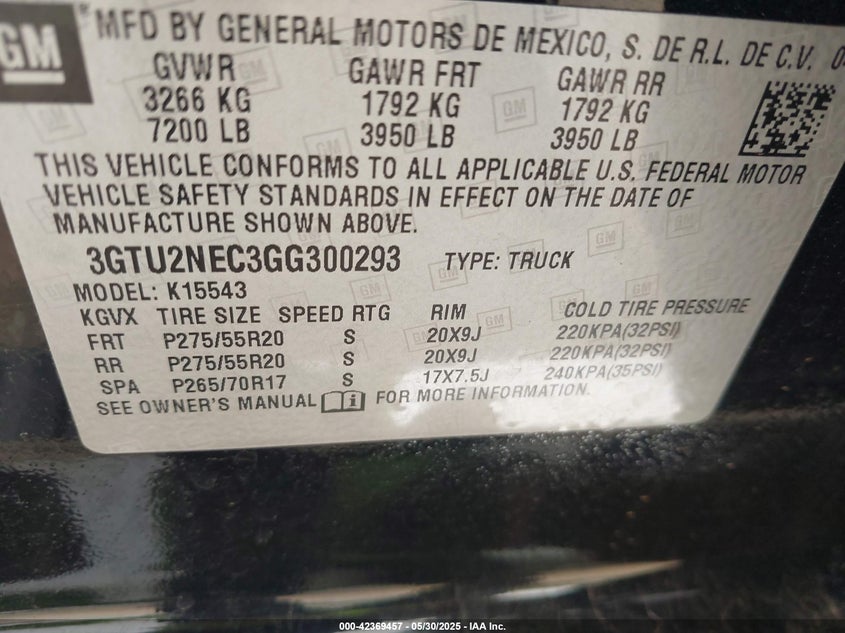 GM
MFD BY GENERAL MOTORS DE MEXICO, S. DE R.L. DE C.V.
GVWR GAWR FRT GAWR RR
3266 KG 1792 KG 1792 KG
7200 LB 3950 LB 3950 LB
THIS VEHICLE CONFORMS TO ALL APPLICABLE U.S. FEDERAL MOTOR
VEHICLE SAFETY STANDARDS IN EFFECT ON THE DATE OF
MANUFACTURE SHOWN ABOVE.
3GTU2NEC3GG300293 TYPE: TRUCK
MODEL: K15543
KGVX TIRE SIZE SPEED RTG RIM COLD TIRE PRESSURE
FRT P275/55R20 S 20X9J 220KPA(32PSI)
RR P275/55R20 S 20X9J 220KPA(32PSI)
SPA P265/70R17 S 17X7.5J 240KPA(35PSI)
SEE OWNER'S MANUAL FOR MORE INFORMATION.
000-42369457 - 05/30/2025 - IAA Inc.